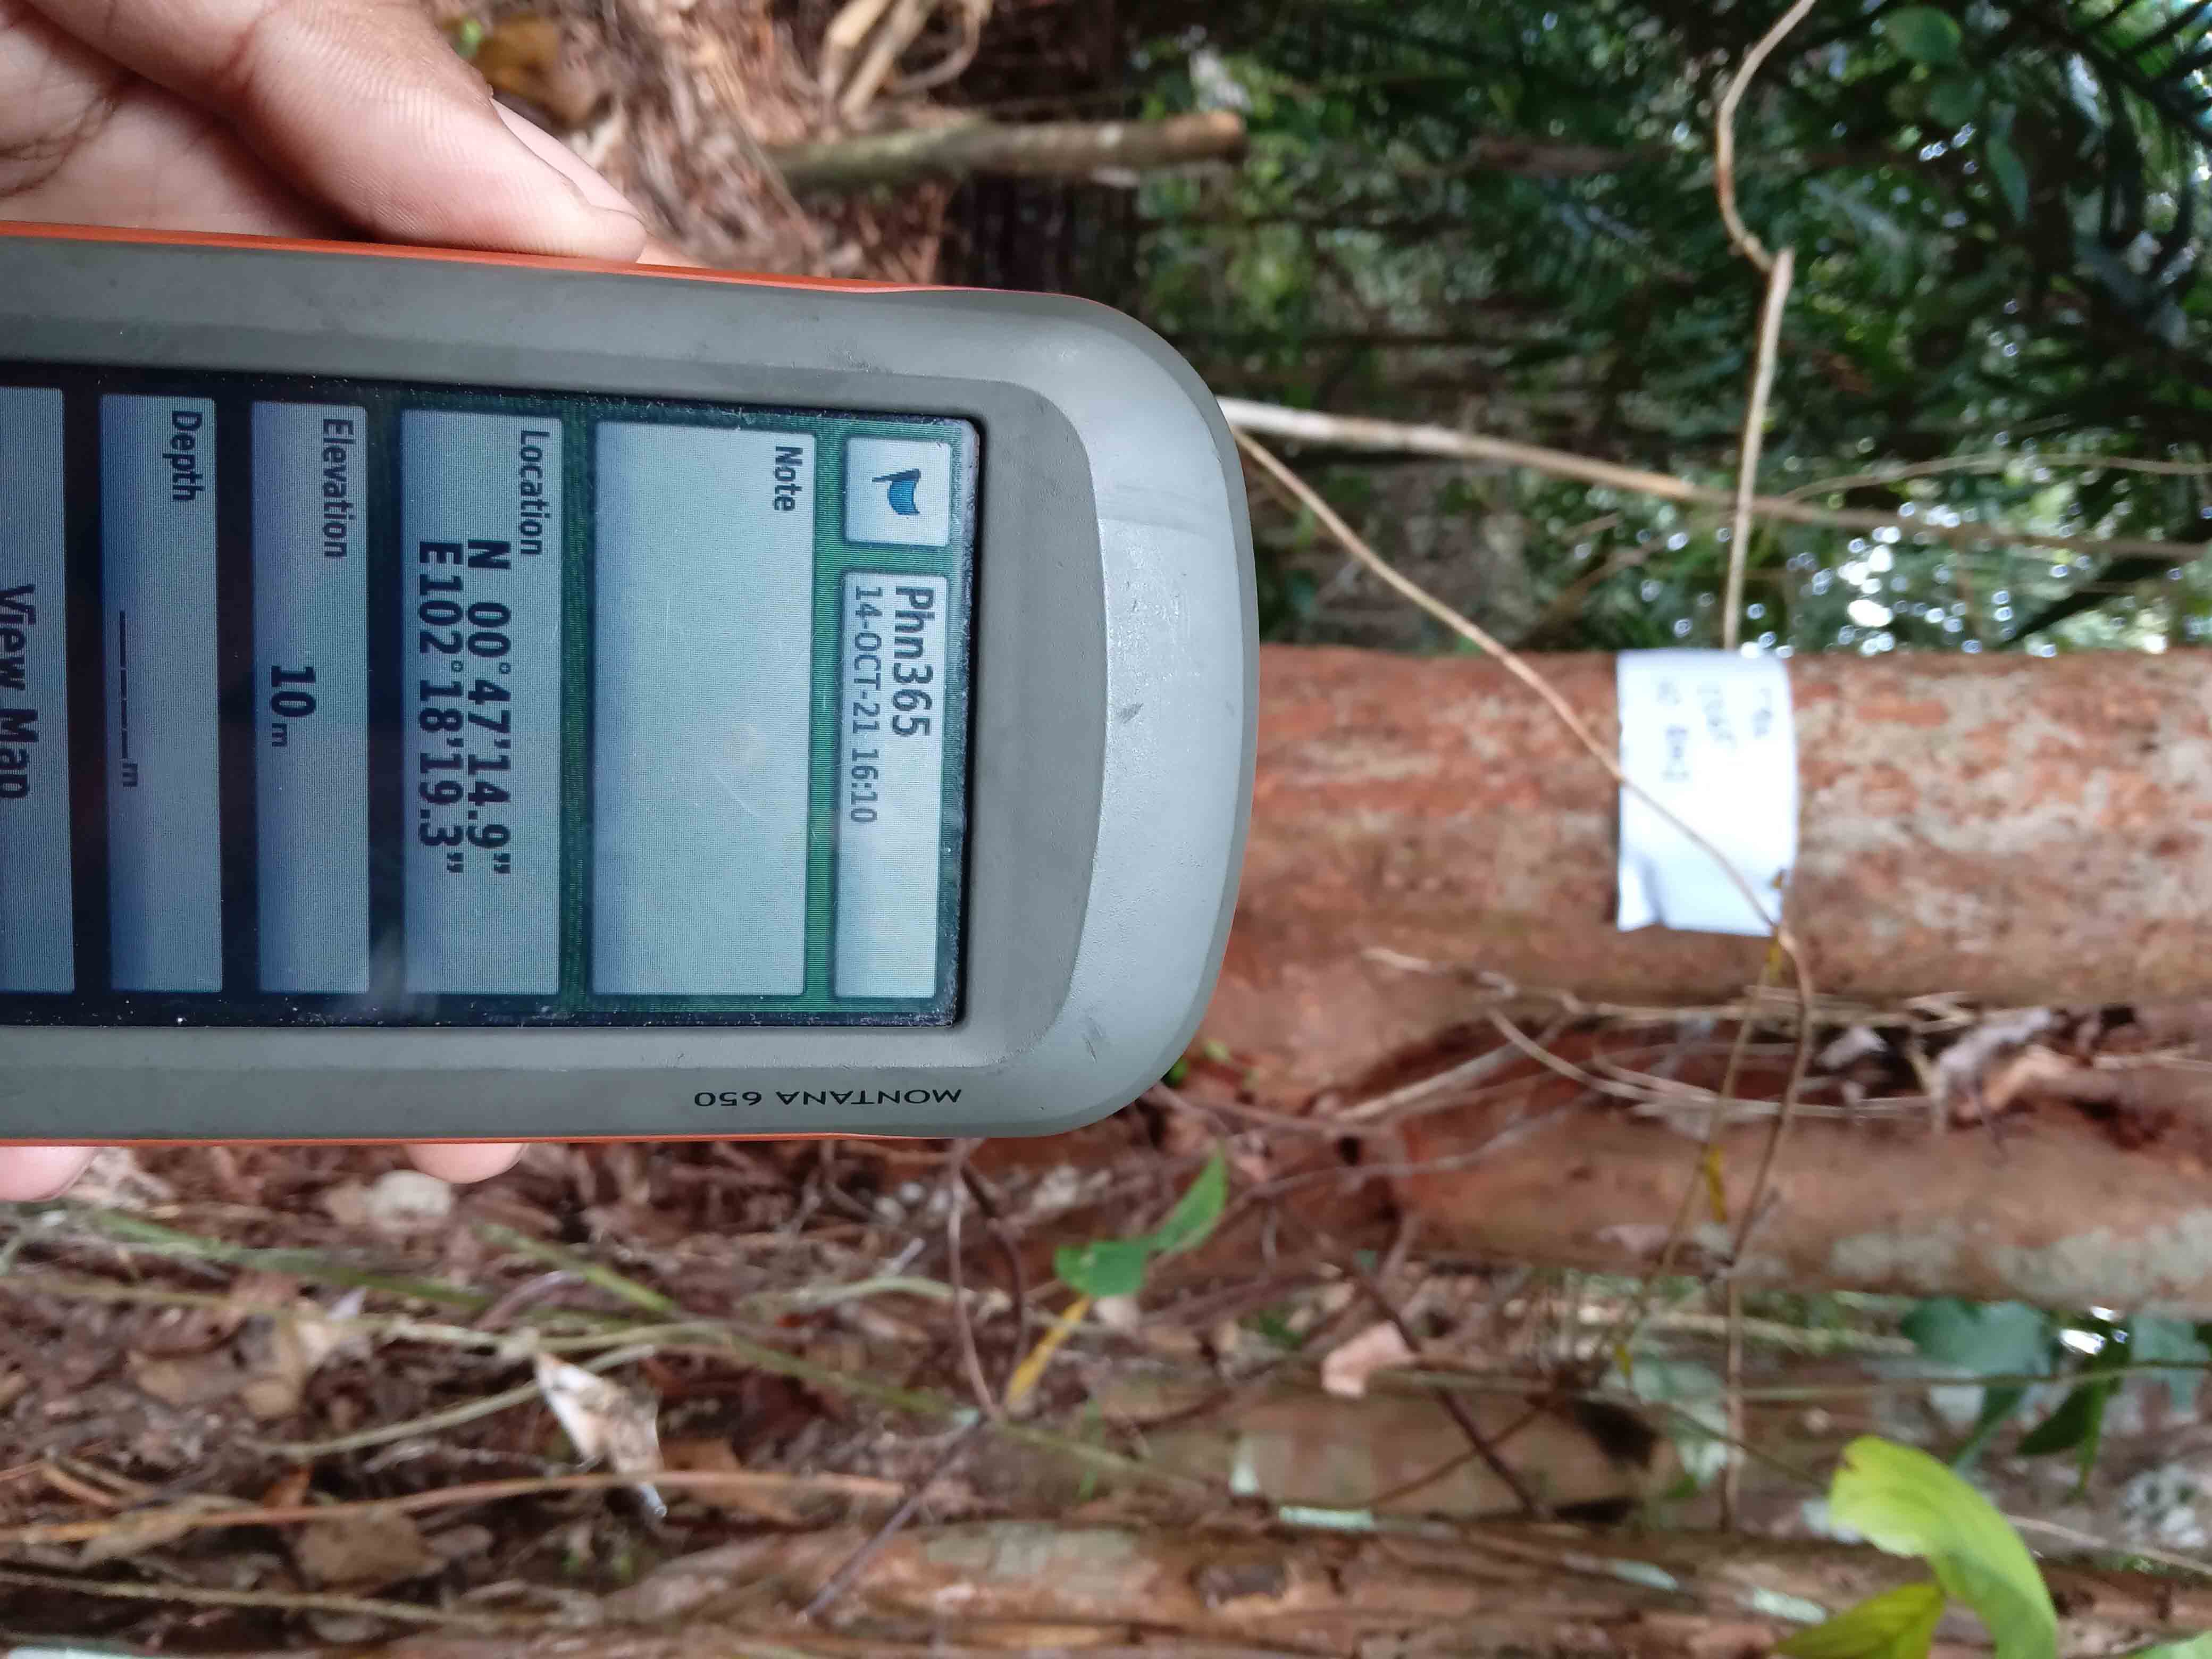 Phn365
14-OCT-21 16:10
Note
Location
N 00°47'14.9"
E102°18'19.3"
Elevation
10m
Depth
_____m
View Map
MONTANA 650